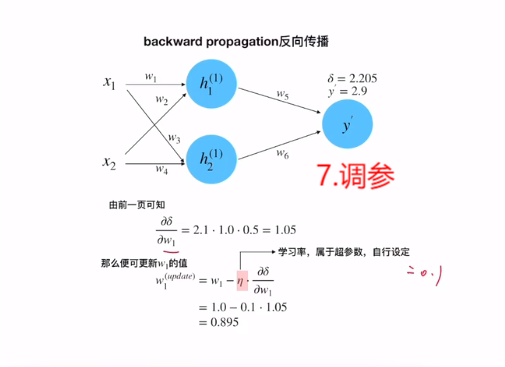 backward propagation反向传播
x₁
w₁
w₂
h₁⁽¹⁾
w₅
δ = 2.205
y′ = 2.9
y′
w₃
x₂
w₄
h₂⁽¹⁾
w₆
7.调参
由前一页可知
∂δ/∂w₁ = 2.1 · 1.0 · 0.5 = 1.05
学习率，属于超参数，自行设定
那么便可更新w₁的值
w₁⁽ᵘᵖᵈᵃᵗᵉ⁾ = w₁ − η · ∂δ/∂w₁
= 0.1
= 1.0 − 0.1 · 1.05
= 0.895